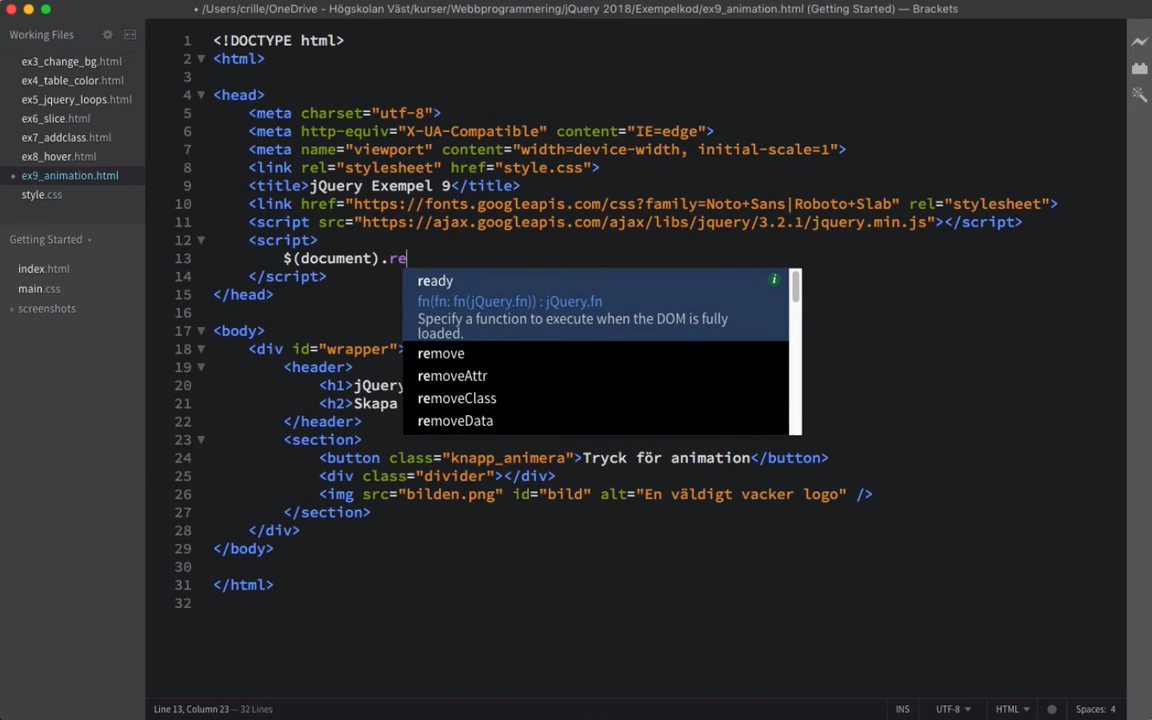 • /Users/crille/OneDrive - Högskolan Väst/kurser/Webbprogrammering/jQuery 2018/Exempelkod/ex9_animation.html (Getting Started) — Brackets
Working Files
ex3_change_bg.html
ex4_table_color.html
ex5_jquery_loops.html
ex6_slice.html
ex7_addclass.html
ex8_hover.html
• ex9_animation.html
style.css
Getting Started
index.html
main.css
screenshots
1 <!DOCTYPE html>
2 <html>
3
4 <head>
5 <meta charset="utf-8">
6 <meta http-equiv="X-UA-Compatible" content="IE=edge">
7 <meta name="viewport" content="width=device-width, initial-scale=1">
8 <link rel="stylesheet" href="style.css">
9 <title>jQuery Exempel 9</title>
10 <link href="https://fonts.googleapis.com/css?family=Noto+Sans|Roboto+Slab" rel="stylesheet">
11 <script src="https://ajax.googleapis.com/ajax/libs/jquery/3.2.1/jquery.min.js"></script>
12 <script>
13 $(document).re
14 </script>
15 </head>
16
17 <body>
18 <div id="wrapper">
19 <header>
20 <h1>jQuery
21 <h2>Skapa
22 </header>
23 <section>
24 <button class="knapp_animera">Tryck för animation</button>
25 <div class="divider"></div>
26 <img src="bilden.png" id="bild" alt="En väldigt vacker logo" />
27 </section>
28 </div>
29 </body>
30
31 </html>
32
ready
fn(fn: fn(jQuery.fn)) : jQuery.fn
Specify a function to execute when the DOM is fully
loaded.
remove
removeAttr
removeClass
removeData
Line 13, Column 23 — 32 Lines
INS
UTF-8
HTML
Spaces: 4